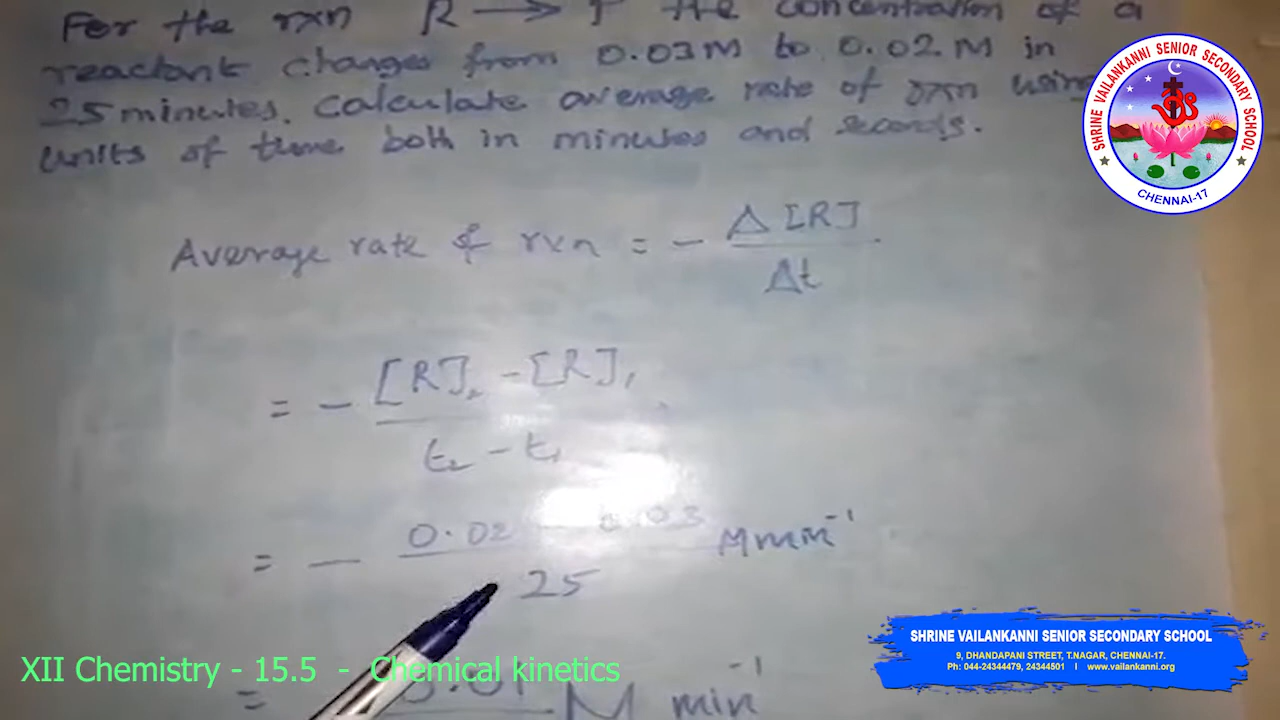 For the rxn R → P the concentration of a
reactant changes from 0.03M to 0.02M in
25 minutes. Calculate average rate of rxn using
units of time both in minutes and seconds.
Average rate of rxn = - Δ[R]
Δt
= - [R]₂ - [R]₁
t₂ - t₁
= - 0.02 0.03 M min⁻¹
25
= 0.01 M min⁻¹
XII Chemistry - 15.5 - Chemical kinetics
SHRINE VAILANKANNI SENIOR SECONDARY SCHOOL
CHENNAI-17
SHRINE VAILANKANNI SENIOR SECONDARY SCHOOL
9, DHANDAPANI STREET, T.NAGAR, CHENNAI-17.
Ph: 044-24344479, 24344501 I www.vailankanni.org